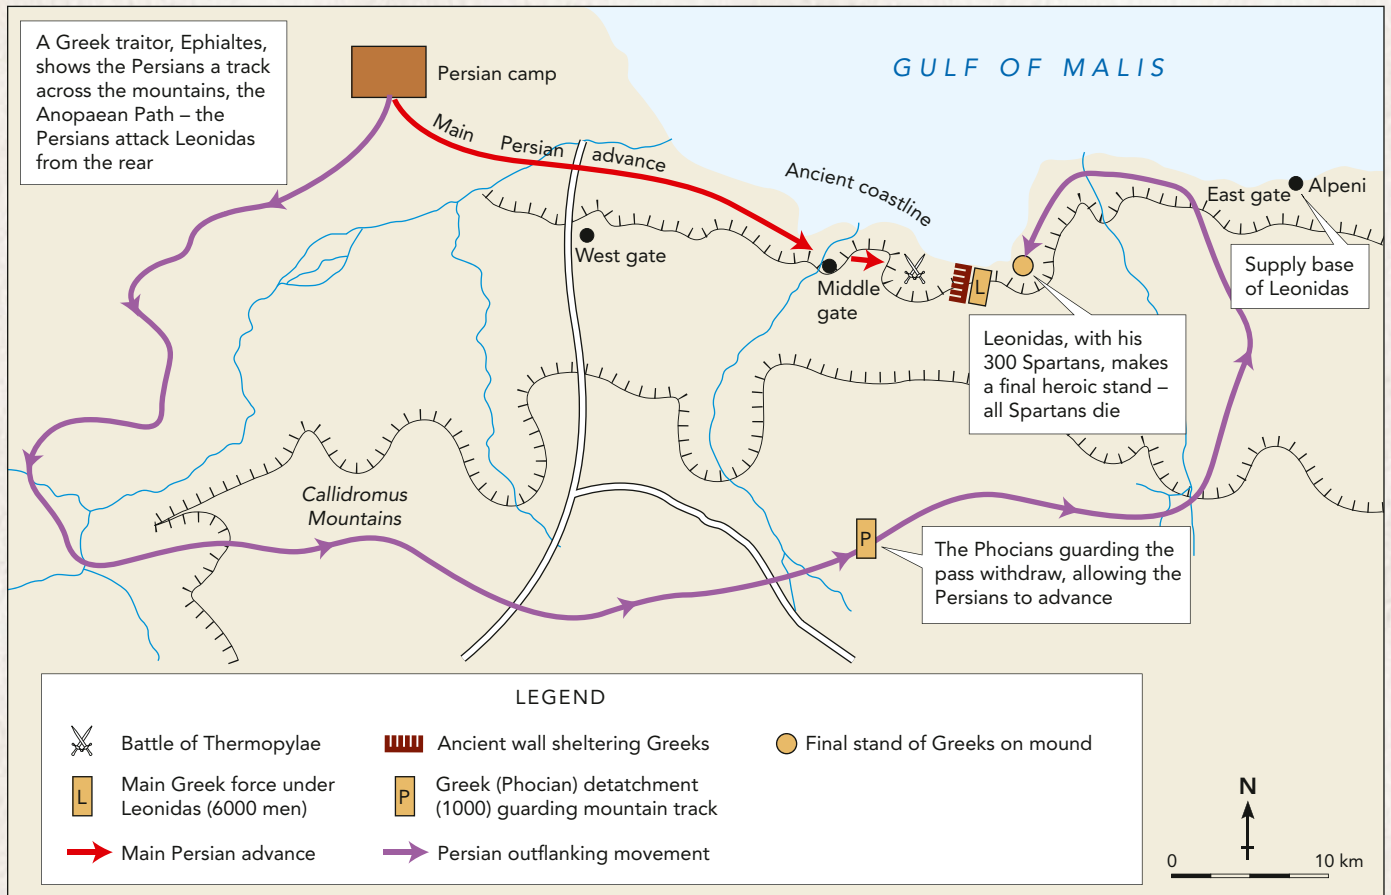 A Greek traitor, Ephialtes,
shows the Persians a track
across the mountains, the
Anopaean Path – the
Persians attack Leonidas
from the rear
Persian camp
GULF OF MALIS
Main Persian advance
Ancient coastline
East gate
Alpeni
West gate
Middle
gate
L
Supply base
of Leonidas
Leonidas, with his
300 Spartans, makes
a final heroic stand –
all Spartans die
Callidromus
Mountains
P
The Phocians guarding the
pass withdraw, allowing the
Persians to advance
LEGEND
Battle of Thermopylae
Ancient wall sheltering Greeks
Final stand of Greeks on mound
L
Main Greek force under
Leonidas (6000 men)
P
Greek (Phocian) detatchment
(1000) guarding mountain track
Main Persian advance
Persian outflanking movement
N
0 10 km